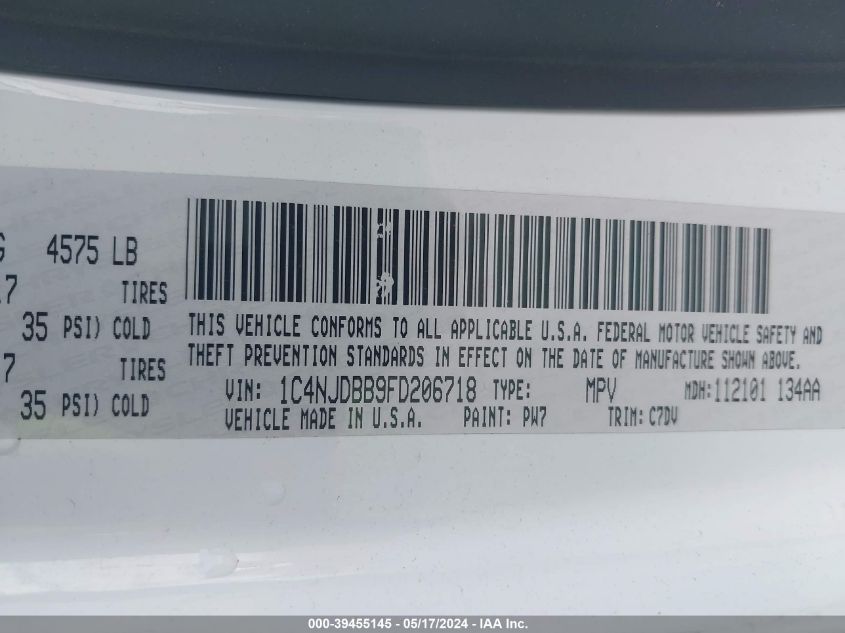 G 4575 LB
17 TIRES
35 PSI) COLD
7 TIRES
35 PSI) COLD
THIS VEHICLE CONFORMS TO ALL APPLICABLE U.S.A. FEDERAL MOTOR VEHICLE SAFETY AND
THEFT PREVENTION STANDARDS IN EFFECT ON THE DATE OF MANUFACTURE SHOWN ABOVE.
VIN: 1C4NJDBB9FD206718 TYPE: MPV MDH:112101 134AA
VEHICLE MADE IN U.S.A. PAINT: PW7 TRIM: C7DV
000-39455145 - 05/17/2024 - IAA Inc.